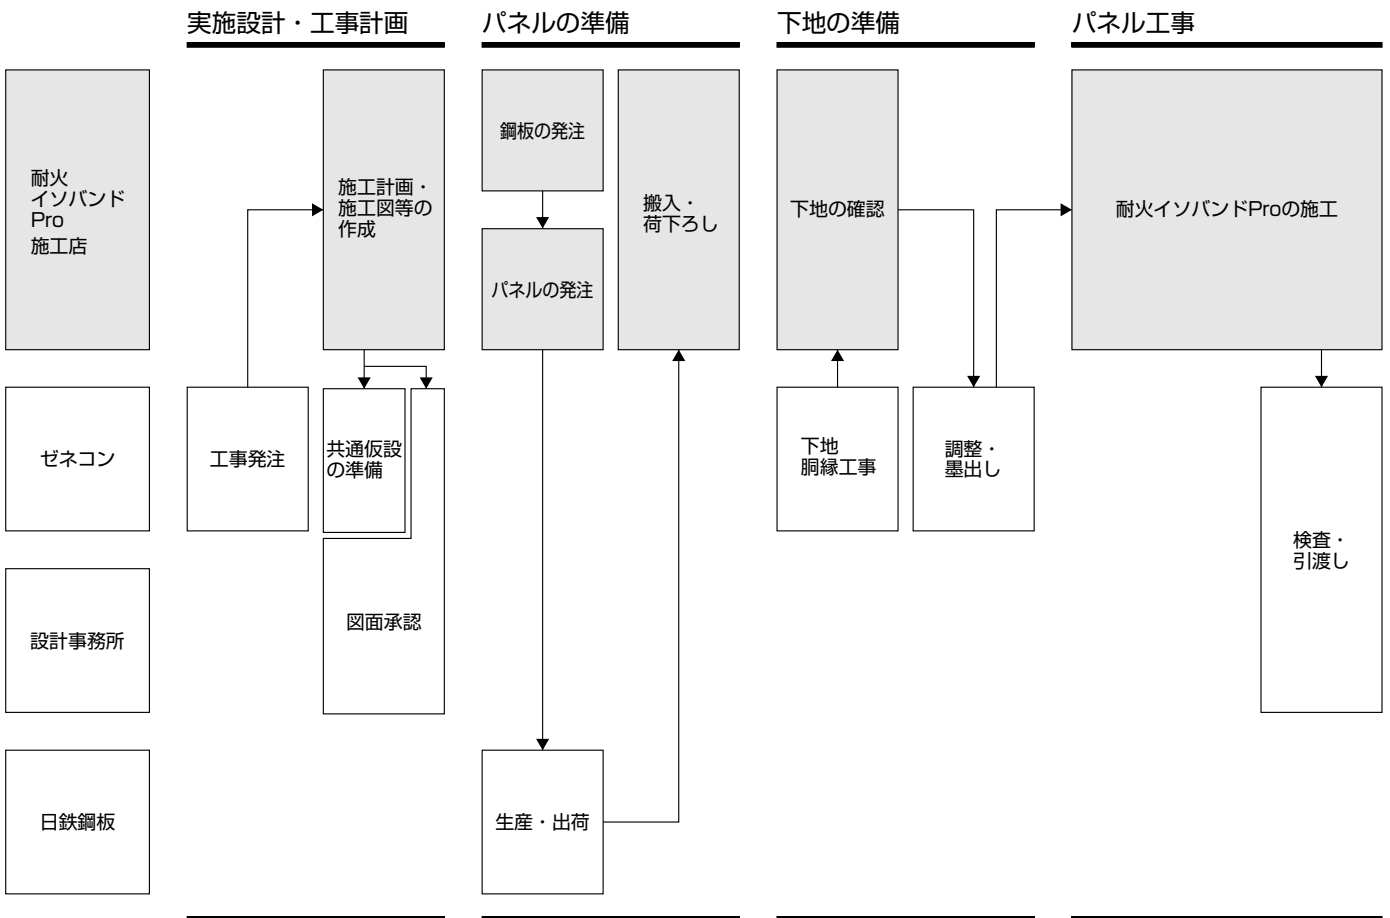 実施設計・工事計画
パネルの準備
下地の準備
パネル工事
耐火
イソバンド
Pro
施工店
施工計画・
施工図等の
作成
鋼板の発注
パネルの発注
搬入・
荷下ろし
下地の確認
耐火イソバンドProの施工
ゼネコン
工事発注
共通仮設
の準備
下地
胴縁工事
調整・
墨出し
検査・
引渡し
設計事務所
図面承認
日鉄鋼板
生産・出荷